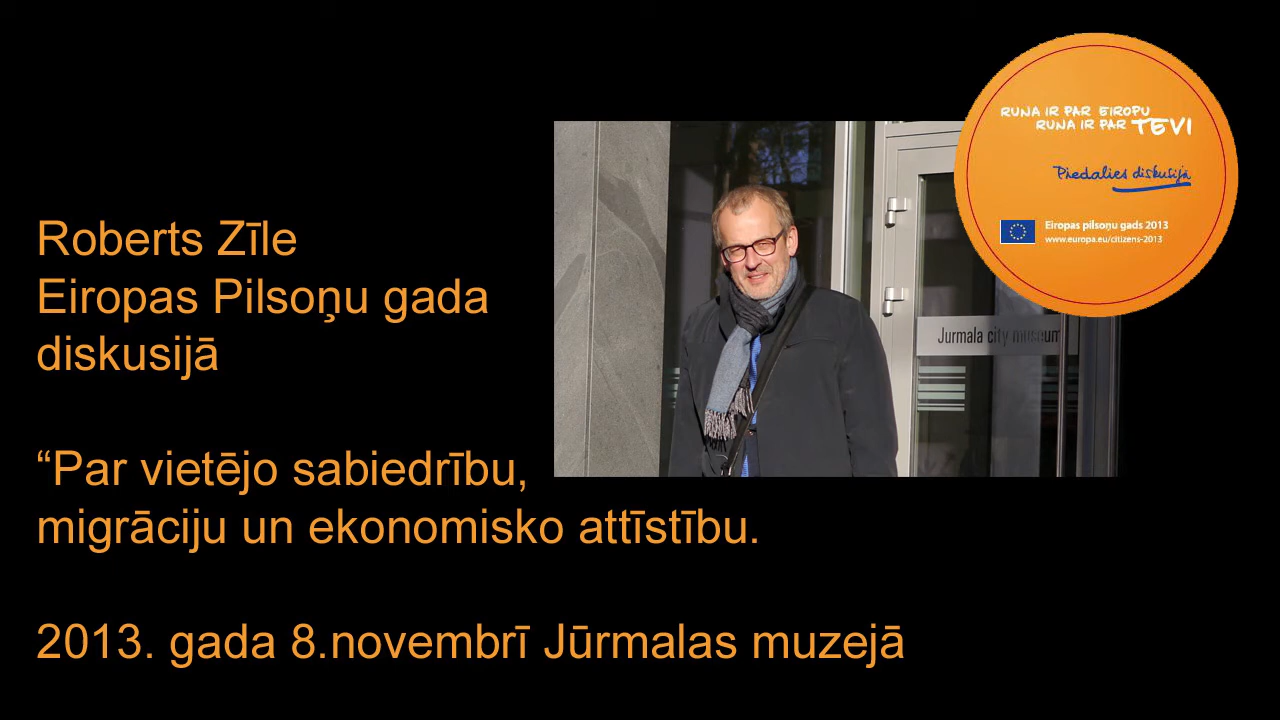 RUNA IR PAR EIROPU
RUNA IR PAR TEVI
Piedalies diskusijā
Eiropas pilsoņu gads 2013
www.europa.eu/citizens-2013
Jurmala city museum
Roberts Zīle
Eiropas Pilsoņu gada
diskusijā
“Par vietējo sabiedrību,
migrāciju un ekonomisko attīstību.
2013. gada 8.novembrī Jūrmalas muzejā